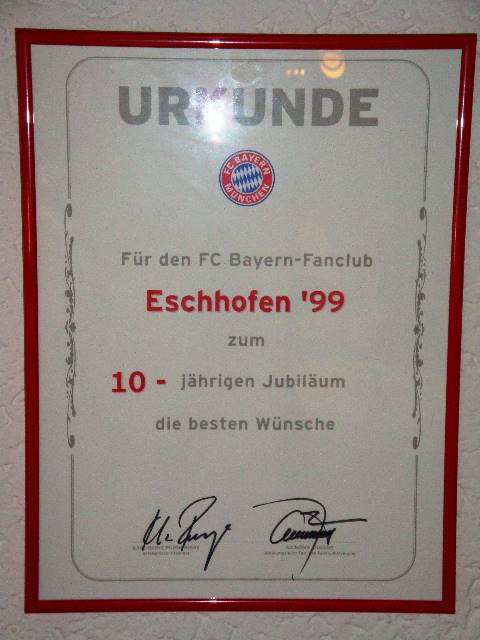 URKUNDE
FC BAYERN
MÜNCHEN
Für den FC Bayern-Fanclub
Eschhofen '99
zum
10 - jährigen Jubiläum
die besten Wünsche